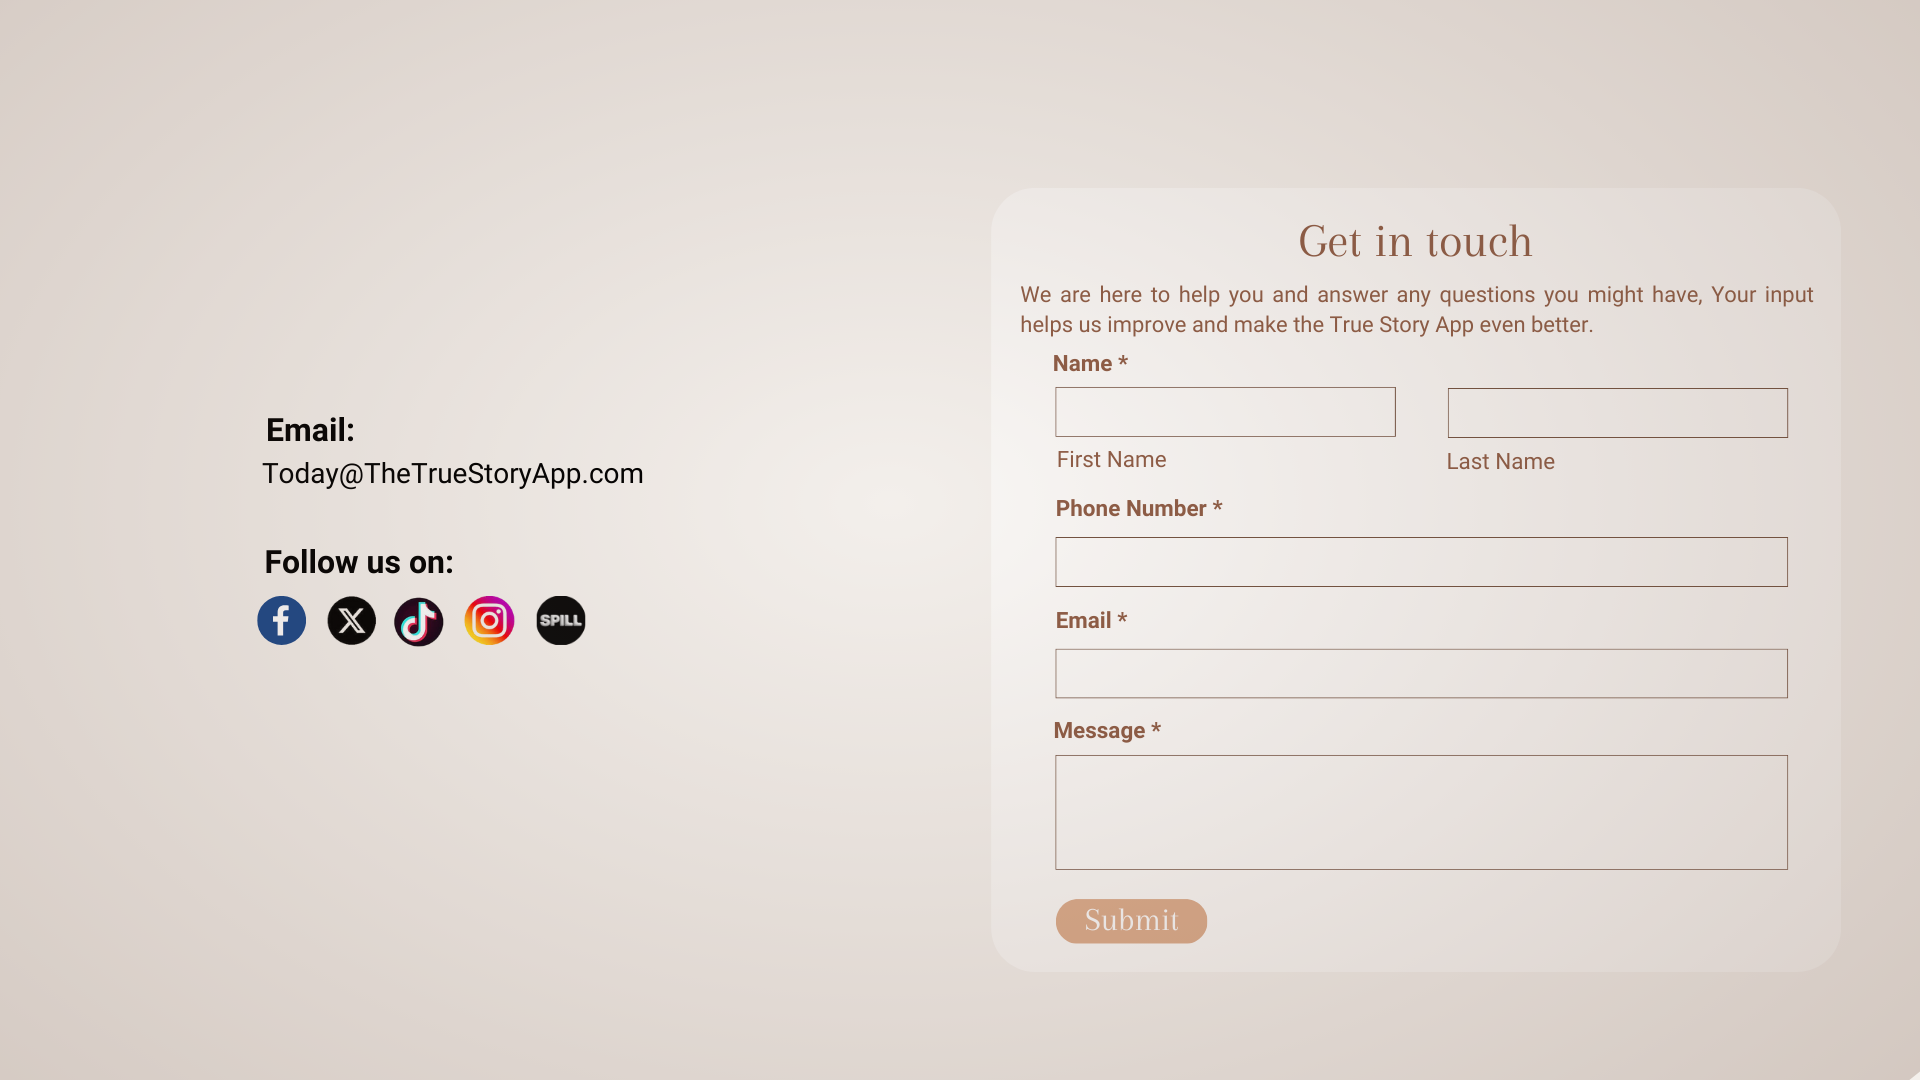 Email:
Today@TheTrueStoryApp.com
Follow us on:
SPILL
Get in touch
We are here to help you and answer any questions you might have, Your input
helps us improve and make the True Story App even better.
Name *
First Name
Last Name
Phone Number *
Email *
Message *
Submit